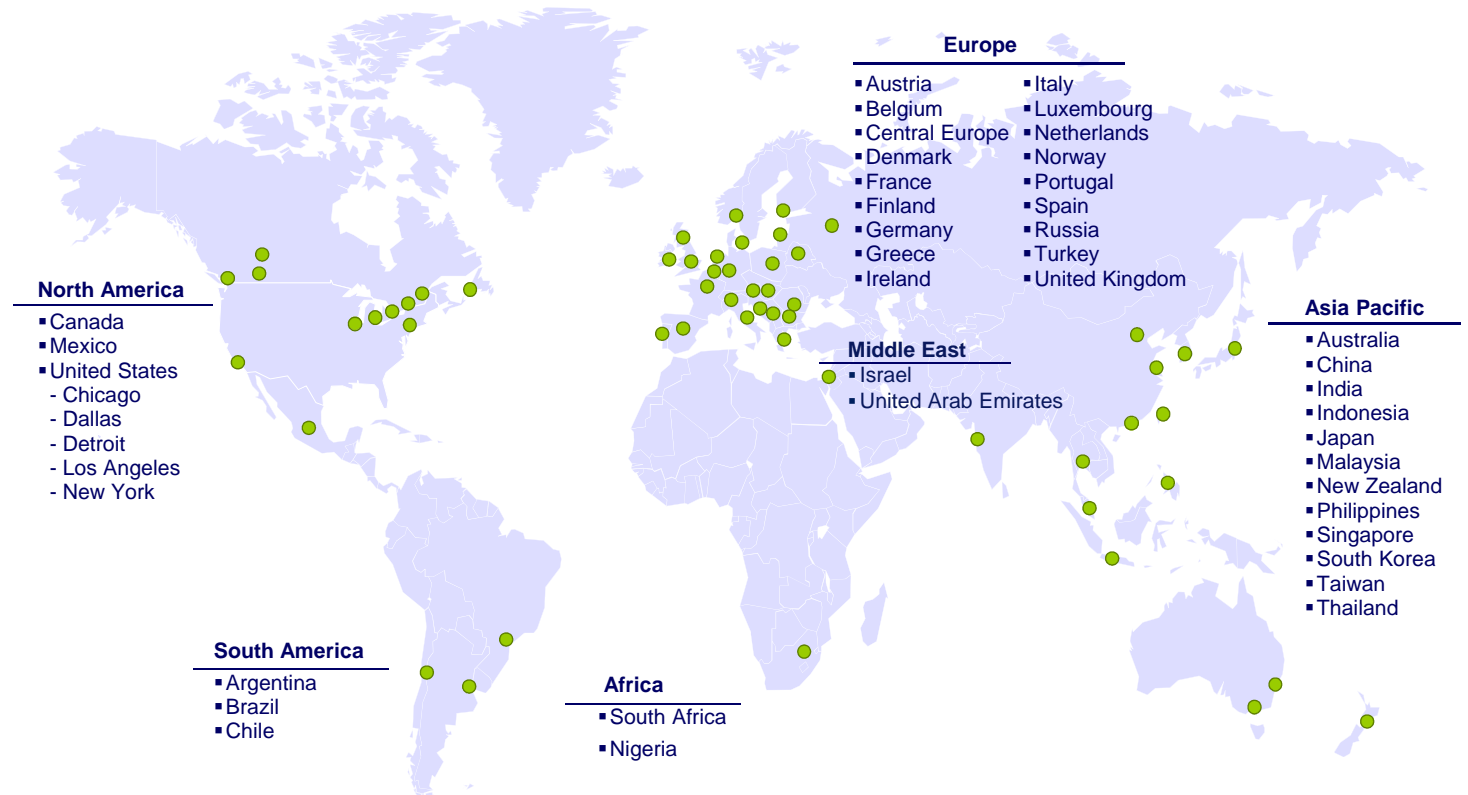 Europe
▪Austria
▪Belgium
▪Central Europe
▪Denmark
▪France
▪Finland
▪Germany
▪Greece
▪Ireland
▪Italy
▪Luxembourg
▪Netherlands
▪Norway
▪Portugal
▪Spain
▪Russia
▪Turkey
▪United Kingdom
North America
▪Canada
▪Mexico
▪United States
- Chicago
- Dallas
- Detroit
- Los Angeles
- New York
Middle East
▪Israel
▪United Arab Emirates
Asia Pacific
▪Australia
▪China
▪India
▪Indonesia
▪Japan
▪Malaysia
▪New Zealand
▪Philippines
▪Singapore
▪South Korea
▪Taiwan
▪Thailand
South America
▪Argentina
▪Brazil
▪Chile
Africa
▪South Africa
▪Nigeria